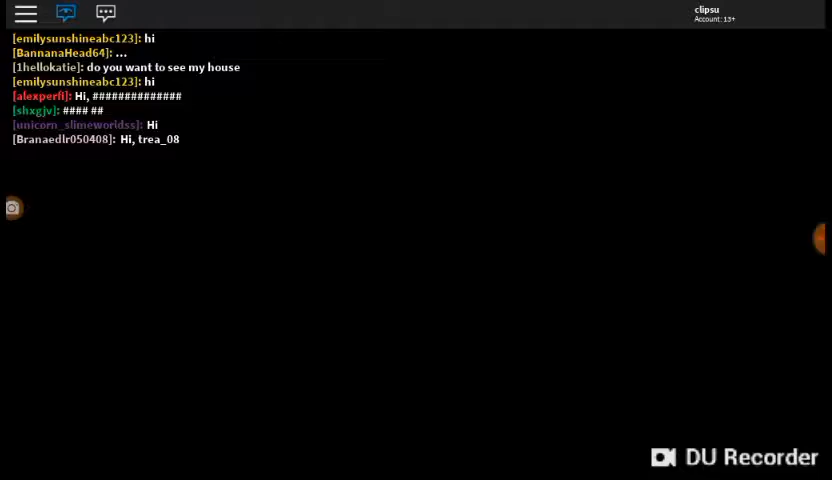 clipsu
Account: 13+
[emilysunshineabc123]: hi
[BannanaHead64]: ...
[1hellokatie]: do you want to see my house
[emilysunshineabc123]: hi
[alexperfi]: Hi, ##############
[shxgjv]: #### ##
[unicorn_slimeworldss]: Hi
[Branaedlr050408]: Hi, trea_08
DU Recorder